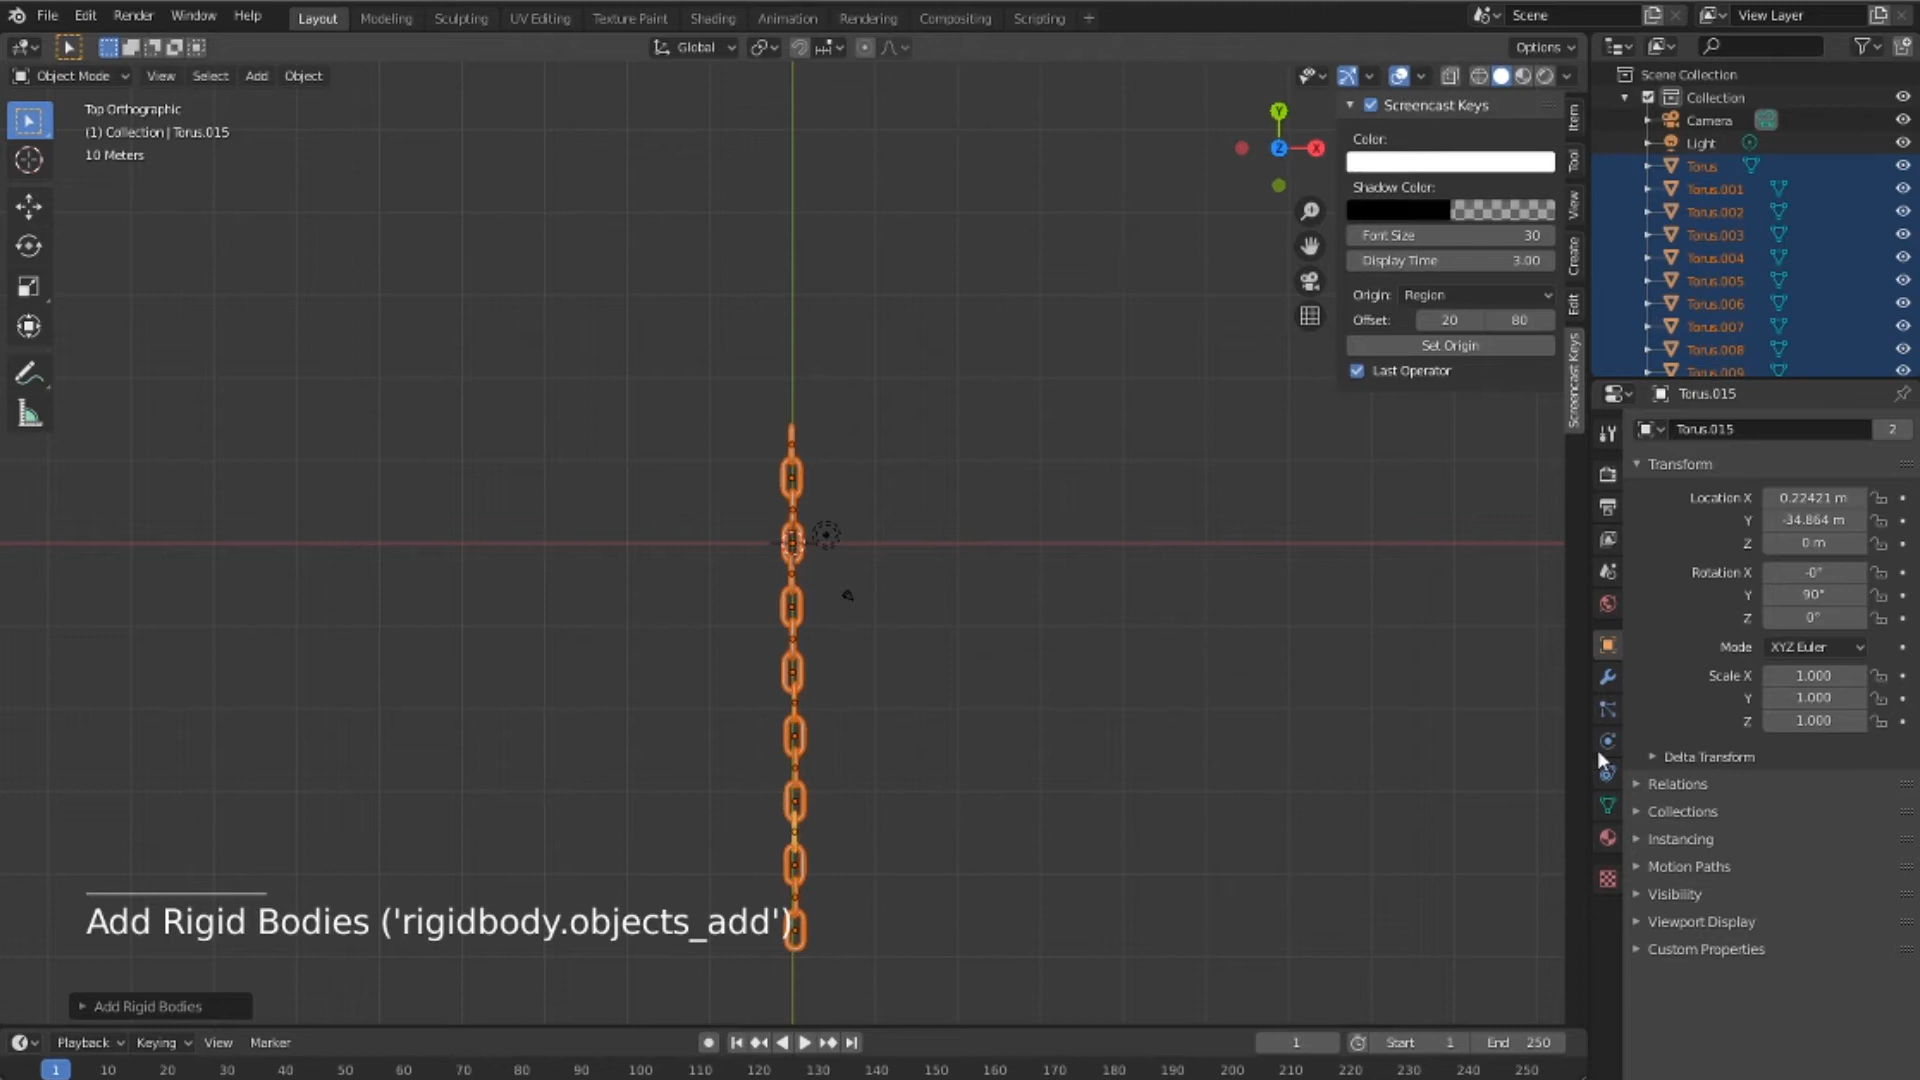 File Edit Render Window Help Layout Modeling Sculpting UV Editing Texture Paint Shading Animation Rendering Compositing Scripting + Scene View Layer
Global Options
Object Mode View Select Add Object
Top Orthographic
(1) Collection | Torus.015
10 Meters
Y
Z
X
Screencast Keys
Color:
Shadow Color:
Font Size 30
Display Time 3.00
Origin: Region
Offset: 20 80
Set Origin
Last Operator
Item
Tool
View
Create
Edit
Screencast Keys
Scene Collection
Collection
Camera
Light
Torus
Torus.001
Torus.002
Torus.003
Torus.004
Torus.005
Torus.006
Torus.007
Torus.008
Torus.009
Torus.015
Torus.015 2
Transform
Location X 0.22421 m
Y -34.864 m
Z 0 m
Rotation X -0°
Y 90°
Z 0°
Mode XYZ Euler
Scale X 1.000
Y 1.000
Z 1.000
Delta Transform
Relations
Collections
Instancing
Motion Paths
Visibility
Viewport Display
Custom Properties
Add Rigid Bodies ('rigidbody.objects_add')
Add Rigid Bodies
Playback Keying View Marker 1 Start 1 End 250
1 10 20 30 40 50 60 70 80 90 100 110 120 130 140 150 160 170 180 190 200 210 220 230 240 250